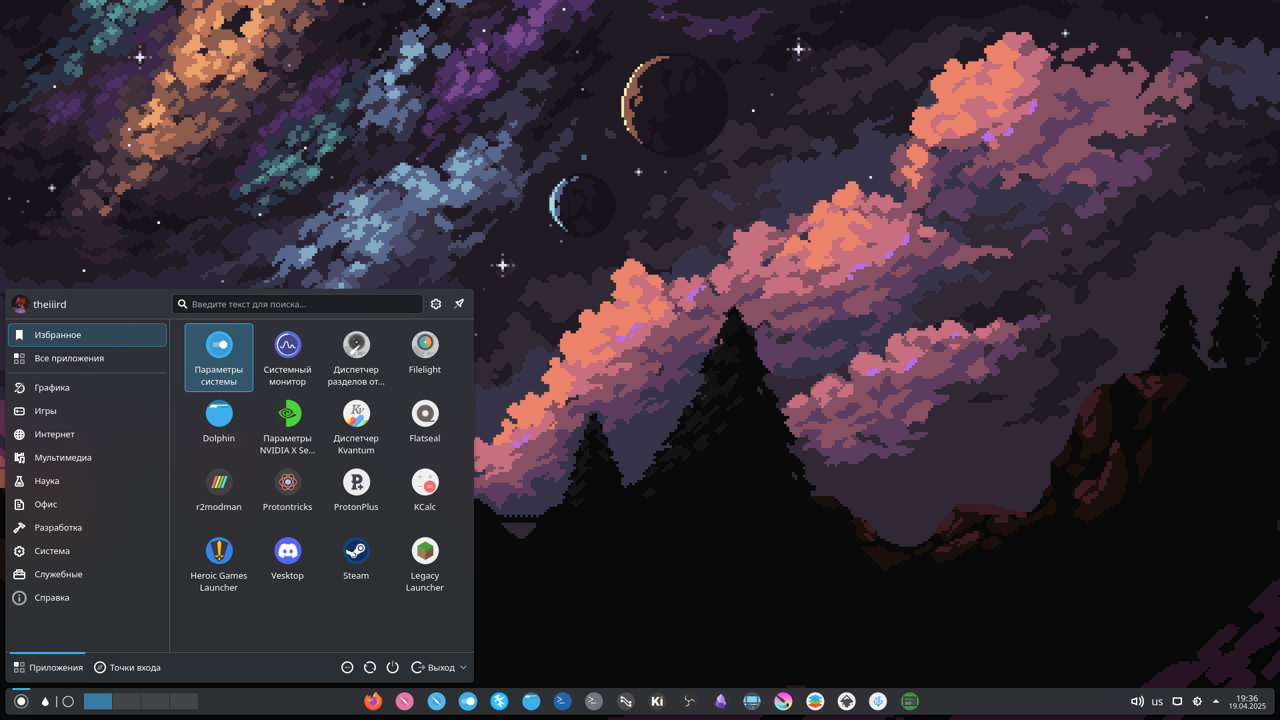 theiiird
Введите текст для поиска...
Избранное
Все приложения
Графика
Игры
Интернет
Мультимедиа
Наука
Офис
Разработка
Система
Служебные
Справка
Параметры
системы
Системный
монитор
Диспетчер
разделов от...
Filelight
Dolphin
Параметры
NVIDIA X Se...
Диспетчер
Kvantum
Flatseal
r2modman
Protontricks
ProtonPlus
KCalc
Heroic Games
Launcher
Vesktop
Steam
Legacy
Launcher
Приложения
Точки входа
Выход
Ki
us
19:36
19.04.2025